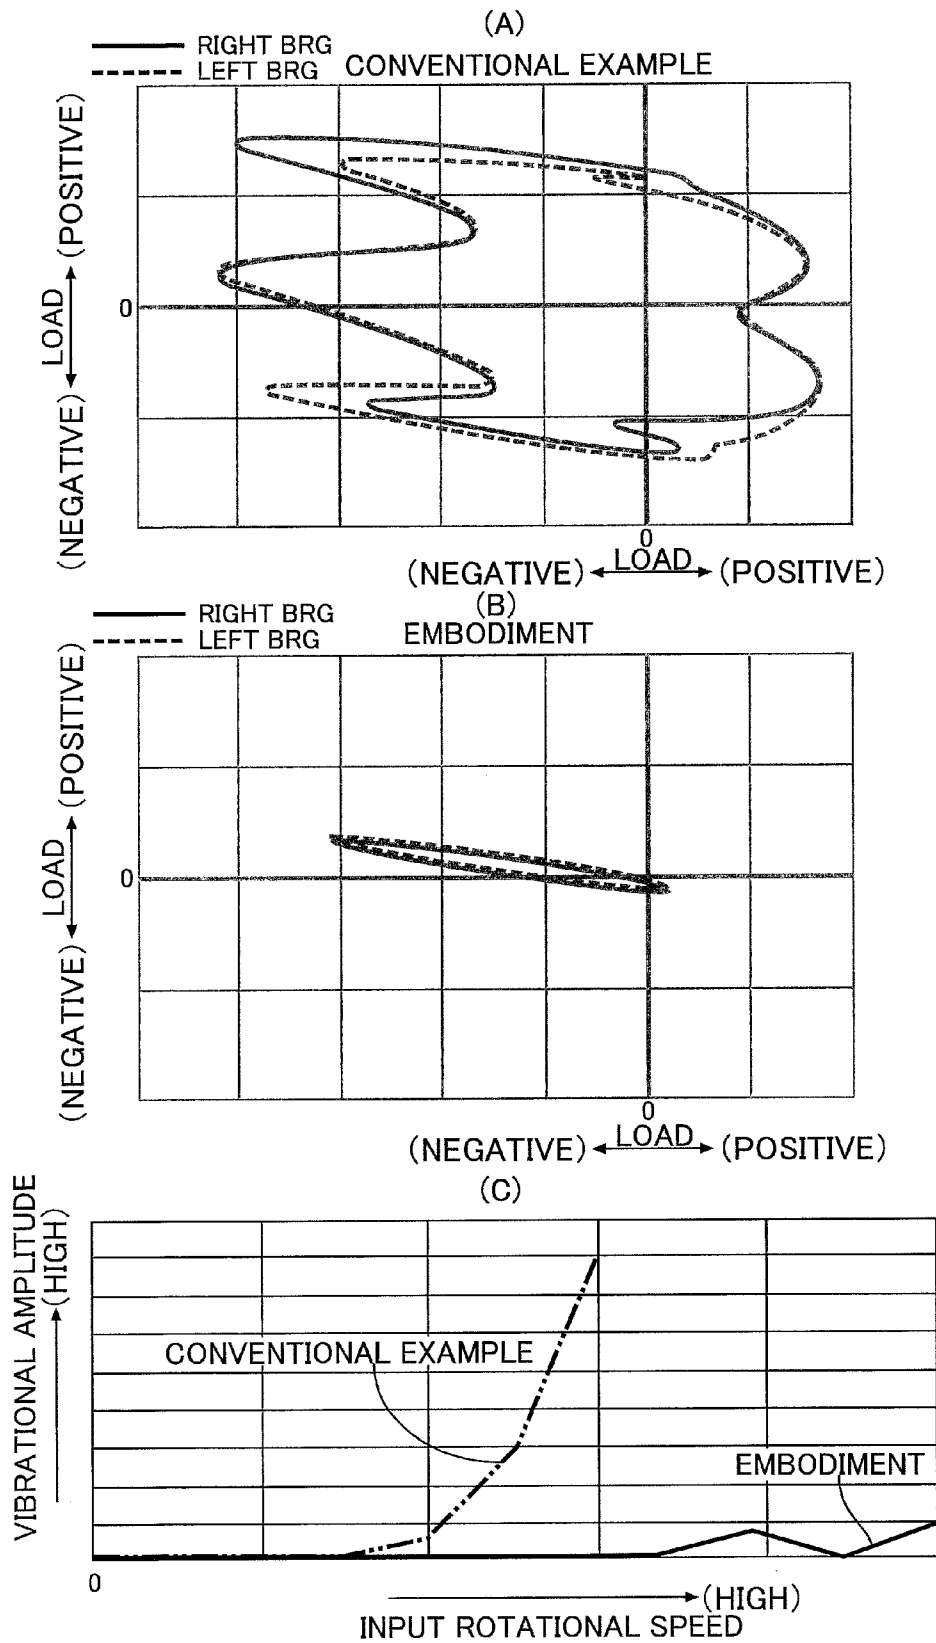 (A)
RIGHT BRG
LEFT BRG
CONVENTIONAL EXAMPLE
(NEGATIVE) LOAD (POSITIVE)
0
0
(NEGATIVE) LOAD (POSITIVE)
(B)
RIGHT BRG
LEFT BRG
EMBODIMENT
(NEGATIVE) LOAD (POSITIVE)
0
0
(NEGATIVE) LOAD (POSITIVE)
(C)
VIBRATIONAL AMPLITUDE
(HIGH)
CONVENTIONAL EXAMPLE
EMBODIMENT
0
(HIGH)
INPUT ROTATIONAL SPEED